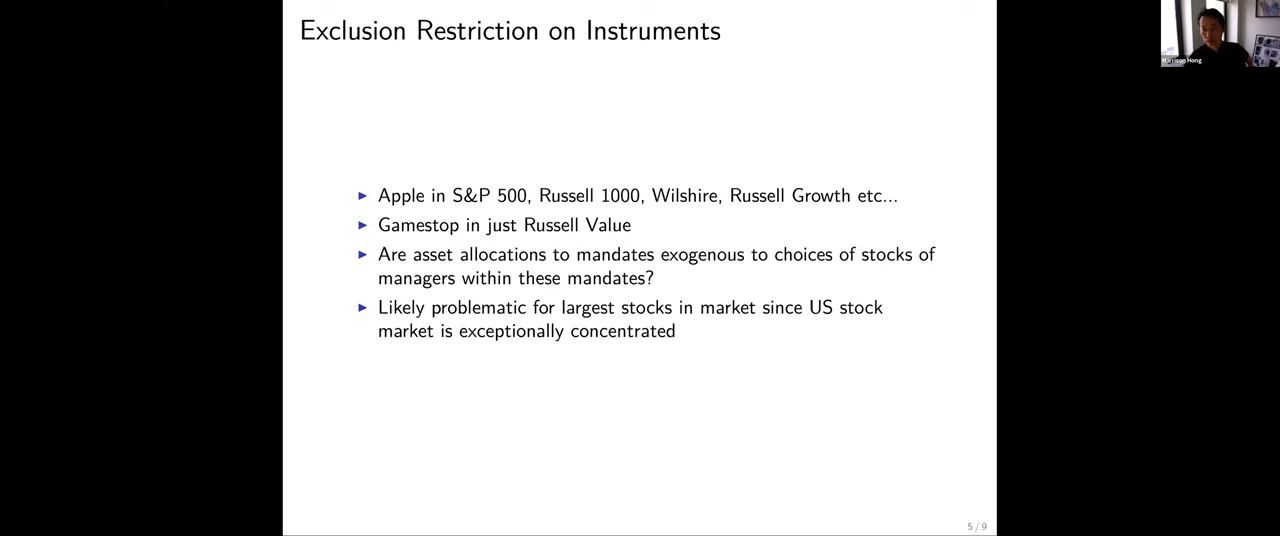 Exclusion Restriction on Instruments
Harrison Hong
Apple in S&P 500, Russell 1000, Wilshire, Russell Growth etc...
Gamestop in just Russell Value
Are asset allocations to mandates exogenous to choices of stocks of
managers within these mandates?
Likely problematic for largest stocks in market since US stock
market is exceptionally concentrated
5 / 9